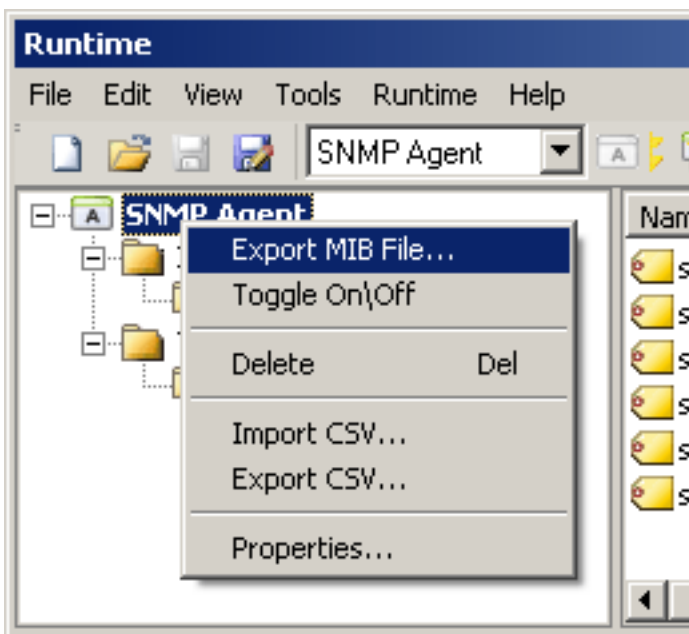 Runtime
File Edit View Tools Runtime Help
SNMP Agent
A
A SNMP Agent
Export MIB File...
Toggle On\Off
Delete Del
Import CSV...
Export CSV...
Properties...
Nam
s
s
s
s
s
s